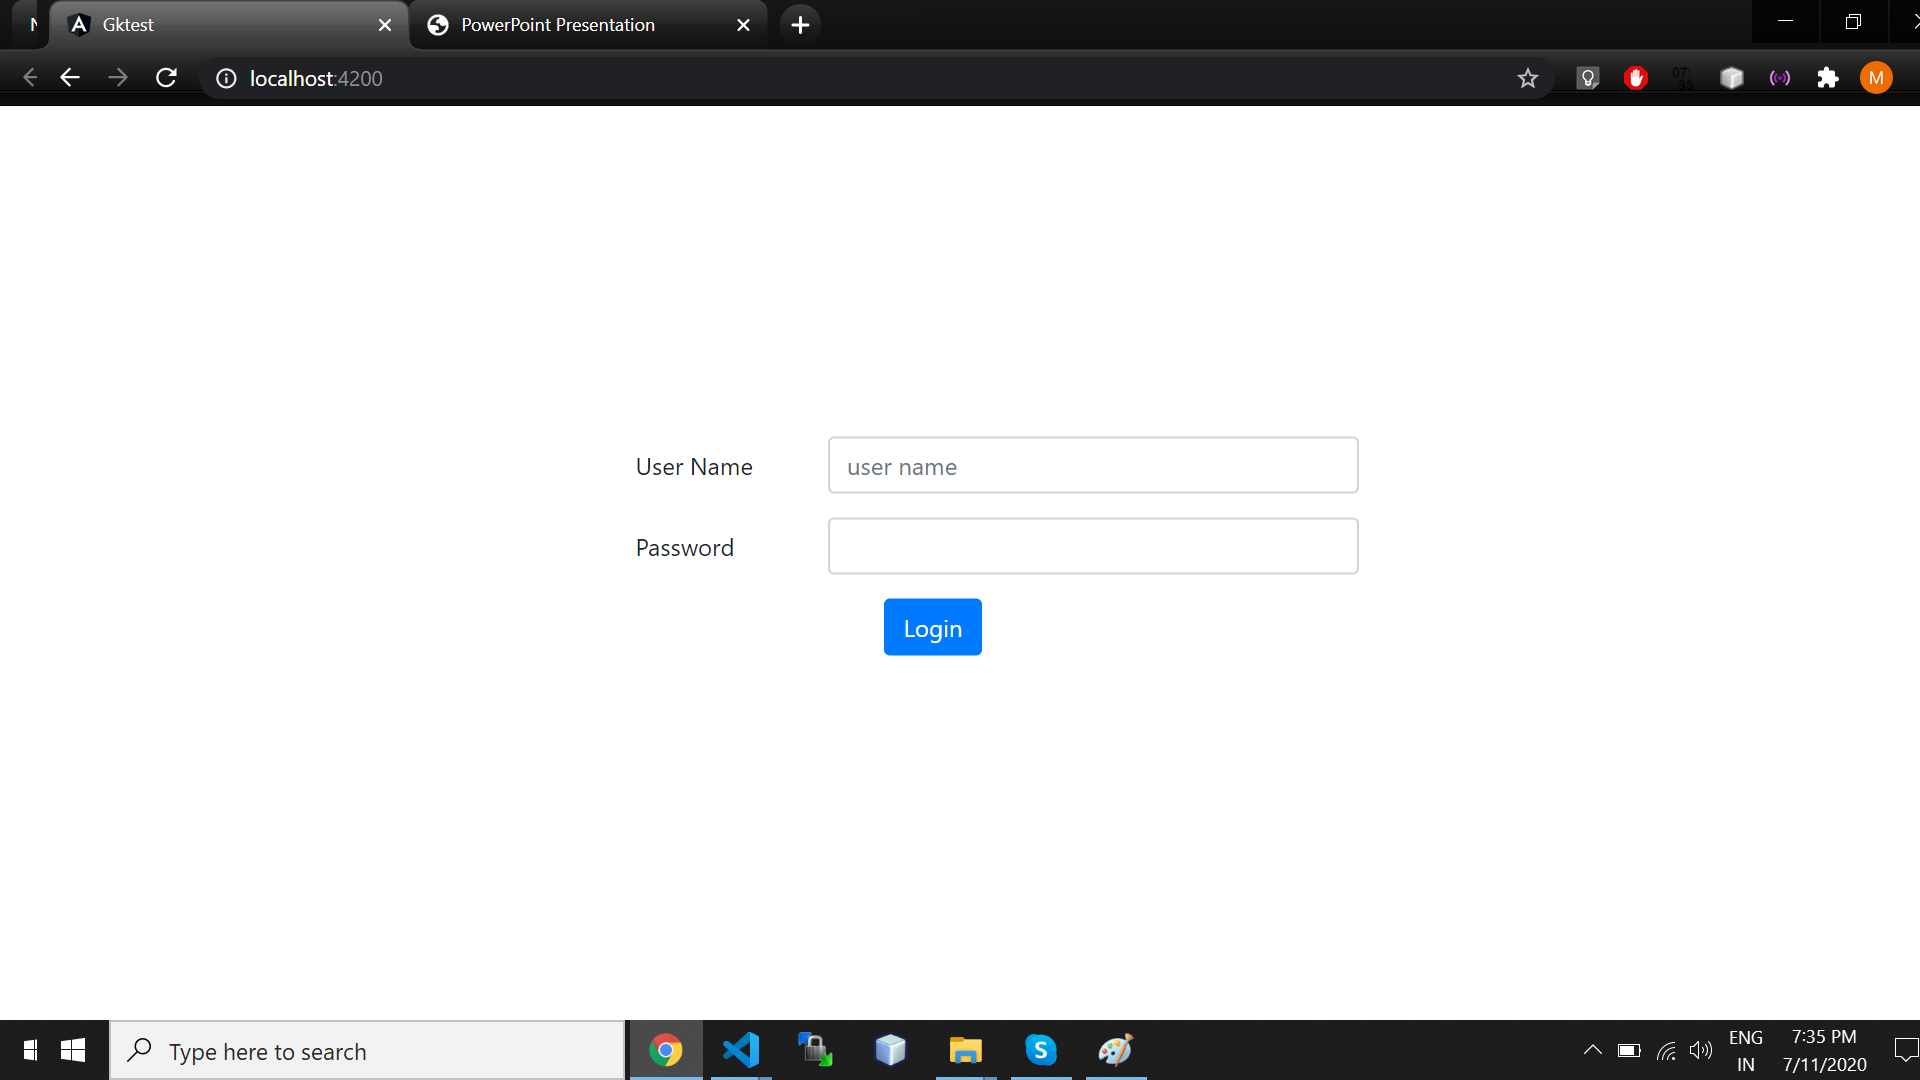 Gktest
PowerPoint Presentation
localhost:4200
M
User Name
user name
Password
Login
Type here to search
ENG
IN
7:35 PM
7/11/2020